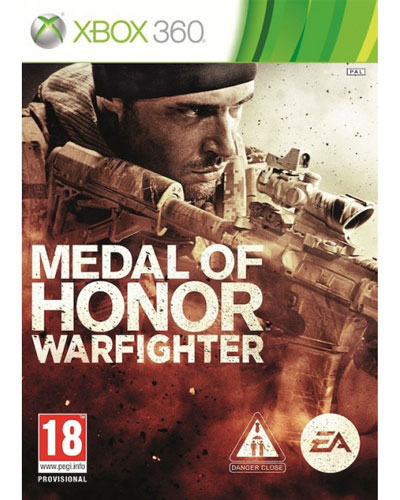 XBOX 360
PAL
MEDAL OF
HONOR
WARFIGHTER
18
www.pegi.info
PROVISIONAL
DANGER CLOSE
EA